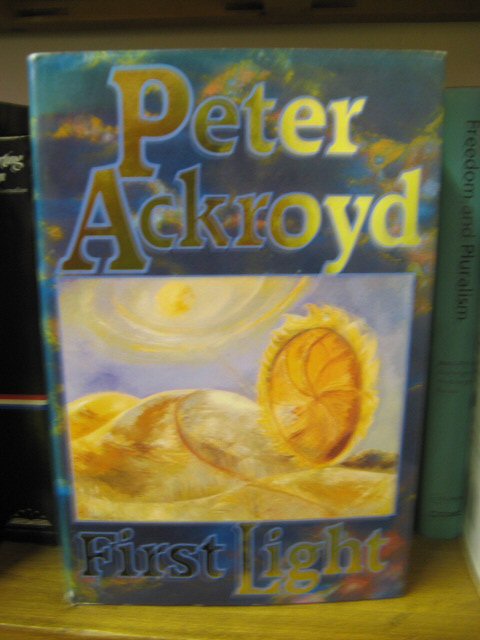 Peter
Ackroyd
First Light
Freedom and Pluralism